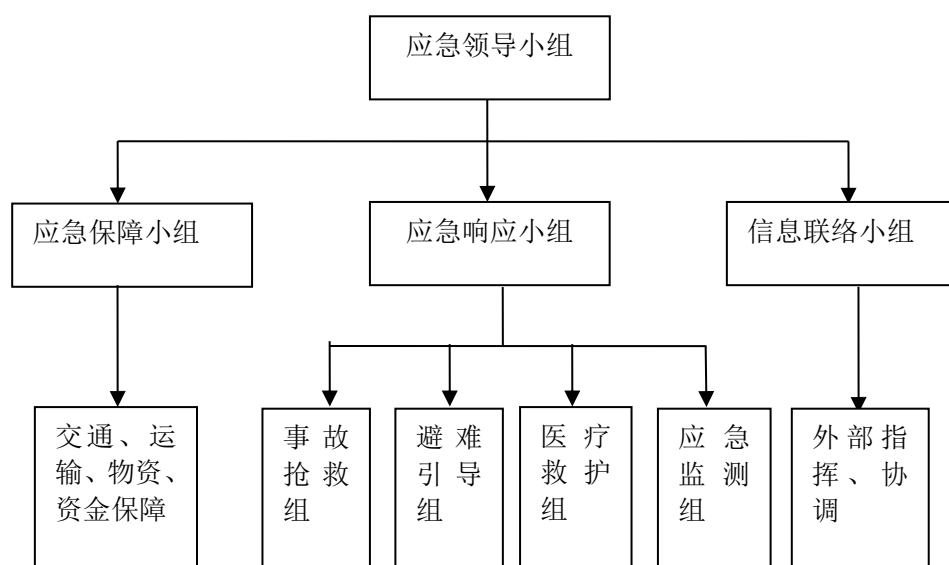 应急领导小组
应急保障小组
应急响应小组
信息联络小组
交通、运
输、物资、
资金保障
事故
抢救
组
避难
引导
组
医疗
救护
组
应急
监测
组
外部指
挥、协
调